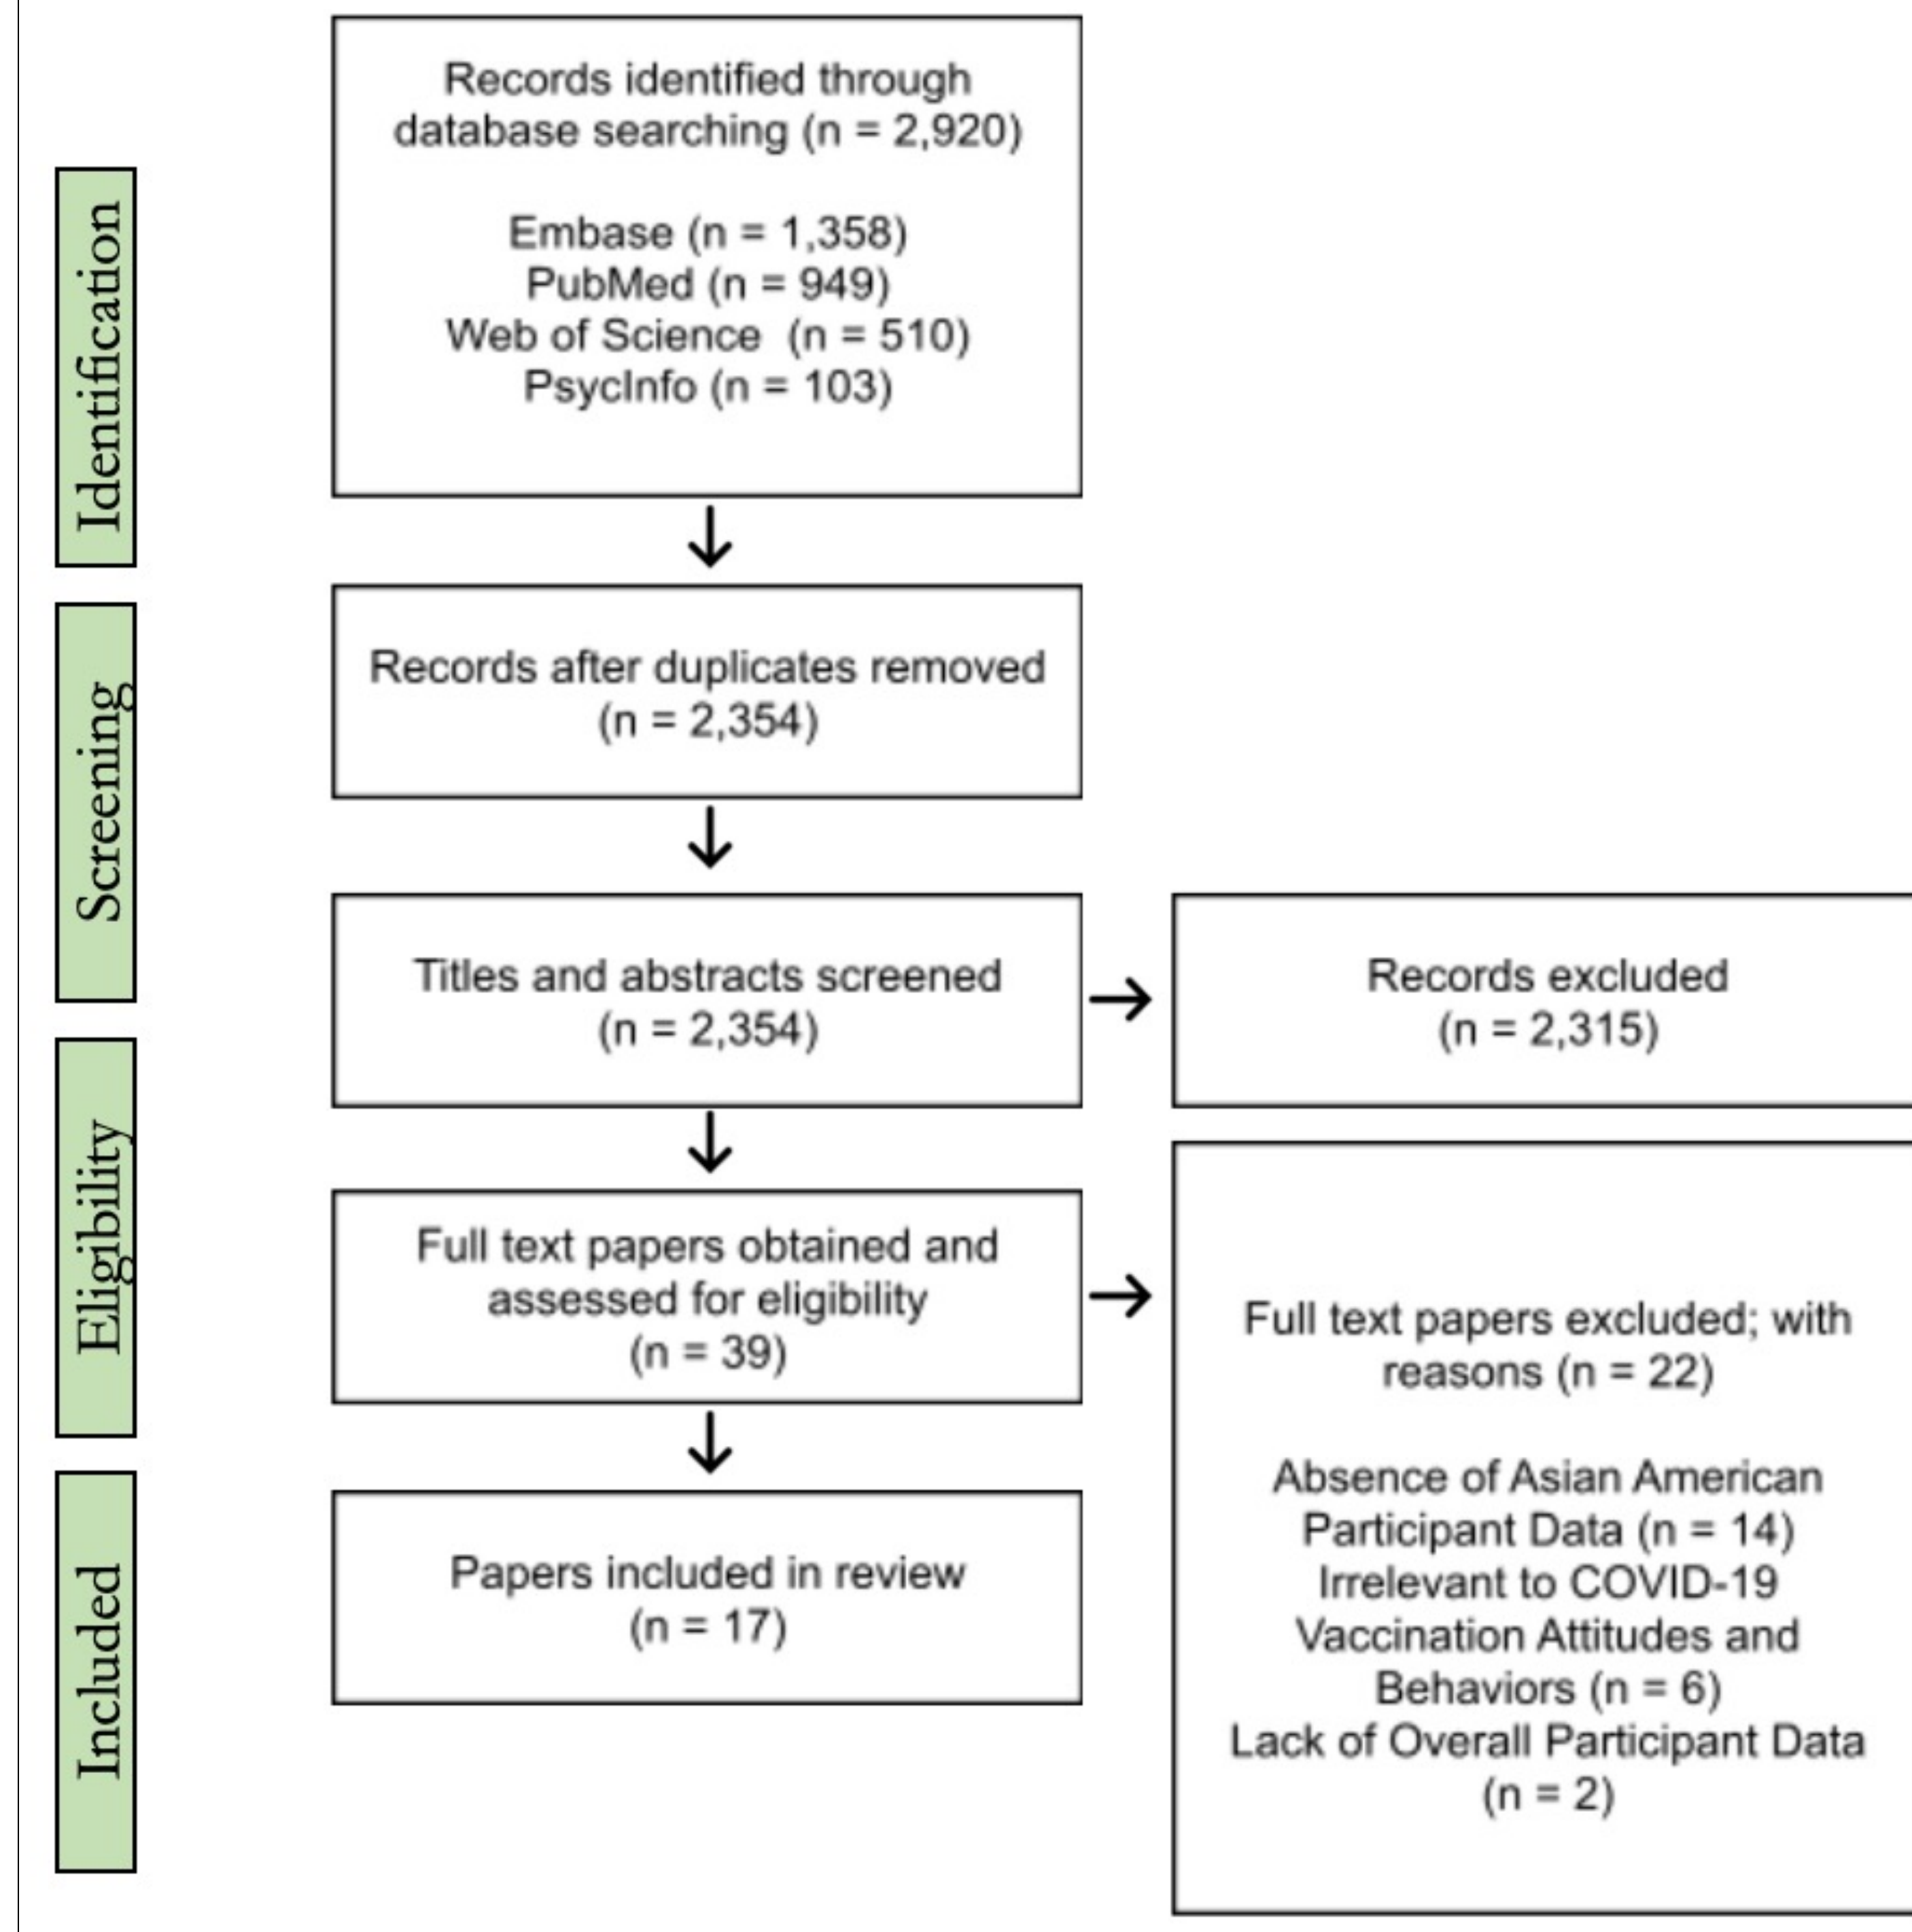 Identification
Records identified through
database searching (n = 2,920)
Embase (n = 1,358)
PubMed (n = 949)
Web of Science (n = 510)
PsycInfo (n = 103)
Screening
Records after duplicates removed
(n = 2,354)
Titles and abstracts screened
(n = 2,354)
Records excluded
(n = 2,315)
Eligibility
Full text papers obtained and
assessed for eligibility
(n = 39)
Full text papers excluded; with
reasons (n = 22)
Absence of Asian American
Participant Data (n = 14)
Irrelevant to COVID-19
Vaccination Attitudes and
Behaviors (n = 6)
Lack of Overall Participant Data
(n = 2)
Included
Papers included in review
(n = 17)